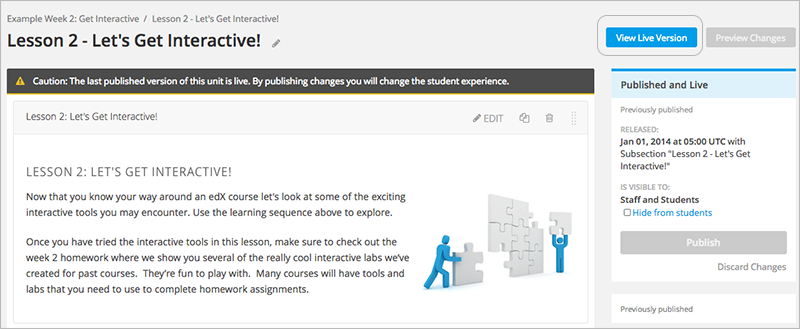 Example Week 2: Get Interactive / Lesson 2 - Let's Get Interactive!
Lesson 2 - Let's Get Interactive!
View Live Version
Preview Changes
Caution: The last published version of this unit is live. By publishing changes you will change the student experience.
Lesson 2: Let's Get Interactive!
EDIT
LESSON 2: LET'S GET INTERACTIVE!
Now that you know your way around an edX course let's look at some of the exciting
interactive tools you may encounter. Use the learning sequence above to explore.
Once you have tried the interactive tools in this lesson, make sure to check out the
week 2 homework where we show you several of the really cool interactive labs we've
created for past courses. They're fun to play with. Many courses will have tools and
labs that you need to use to complete homework assignments.
Published and Live
Previously published
RELEASED:
Jan 01, 2014 at 05:00 UTC with
Subsection "Lesson 2 - Let's Get
Interactive!"
IS VISIBLE TO:
Staff and Students
Hide from students
Publish
Discard Changes
Previously published